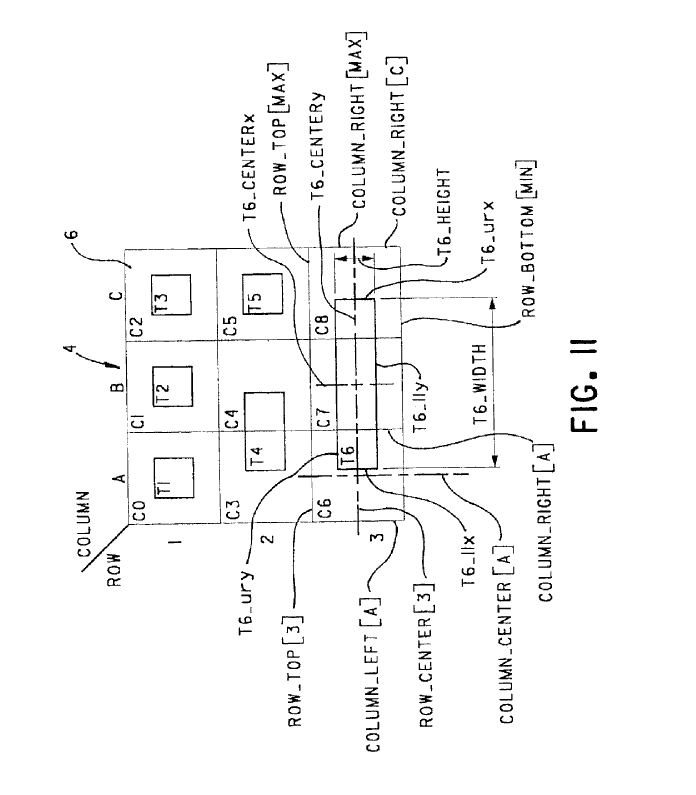 COLUMN
ROW
A
B
C
4
6
1
2
3
C0
T1
C1
T2
C2
T3
C3
T4
C4
C5
T5
C6
T6
C7
C8
T6_CENTERx
ROW_TOP[MAX]
T6_CENTERy
COLUMN_RIGHT[MAX]
COLUMN_RIGHT[C]
T6_HEIGHT
T6_urx
ROW_BOTTOM[MIN]
T6_ury
ROW_TOP[3]
COLUMN_LEFT[A]
ROW_CENTER[3]
T6_llx
COLUMN_CENTER[A]
COLUMN_RIGHT[A]
T6_lly
T6_WIDTH
FIG. 11